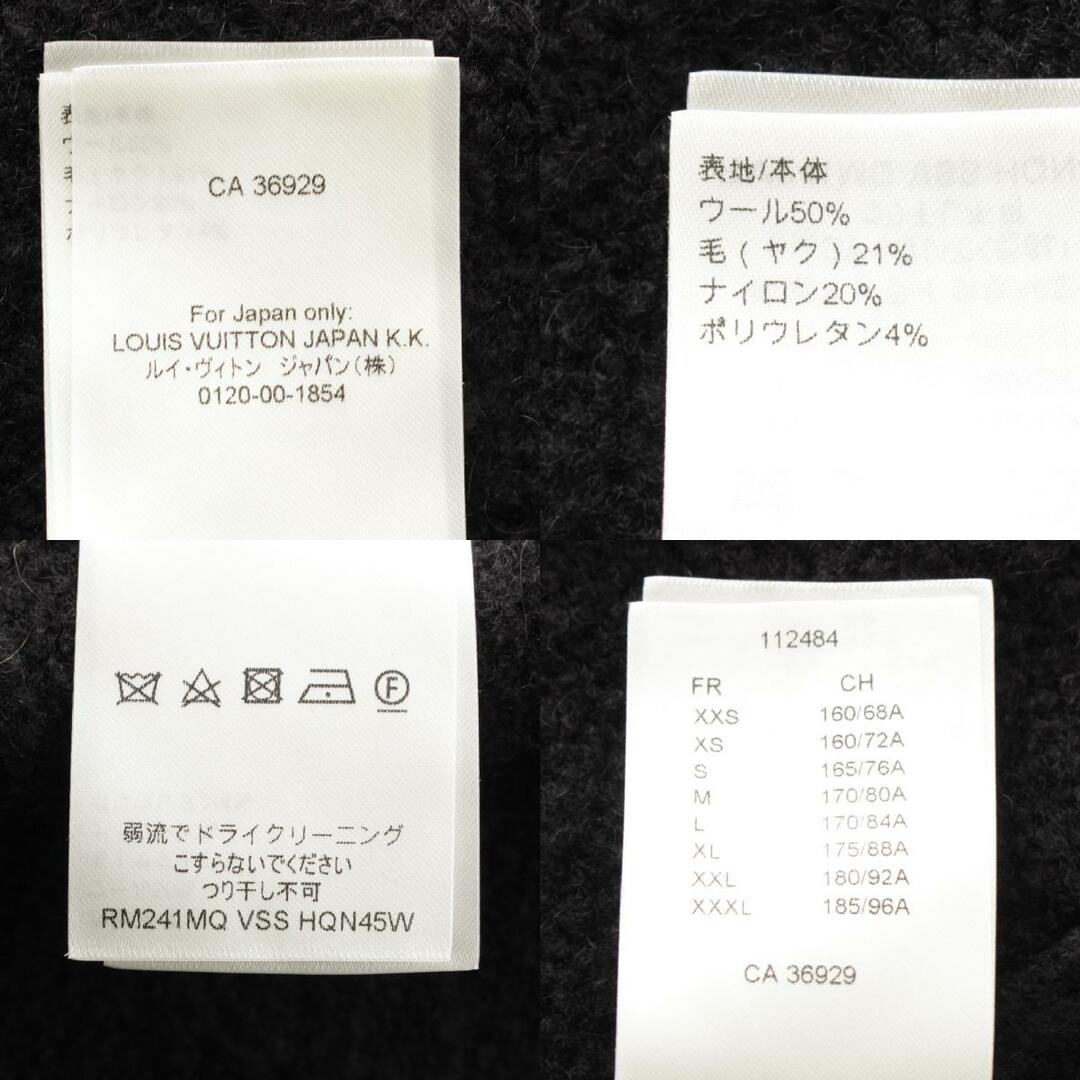 CA 36929
For Japan only:
LOUIS VUITTON JAPAN K.K.
ルイ・ヴィトン ジャパン(株)
0120-00-1854
表地/本体
ウール50%
毛(ヤク)21%
ナイロン20%
ポリウレタン4%
F
弱流でドライクリーニング
こすらないでください
つり干し不可
RM241MQ VSS HQN45W
112484
FR CH
XXS 160/68A
XS 160/72A
S 165/76A
M 170/80A
L 170/84A
XL 175/88A
XXL 180/92A
XXXL 185/96A
CA 36929